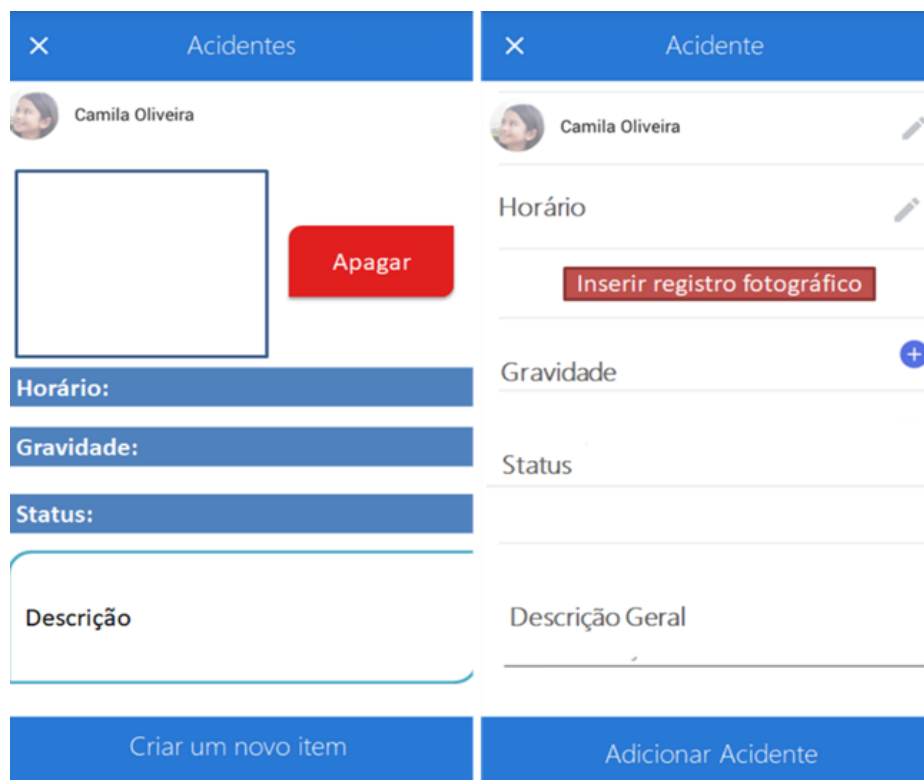 Acidentes
Camila Oliveira
Apagar
Horário:
Gravidade:
Status:
Descrição
Criar um novo item
Acidente
Camila Oliveira
Horário
Inserir registro fotográfico
Gravidade
Status
Descrição Geral
Adicionar Acidente